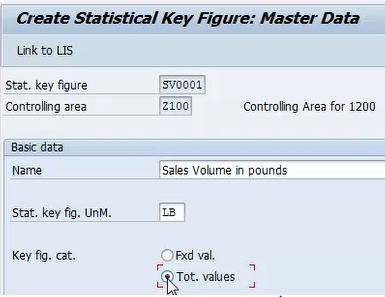 Create Statistical Key Figure: Master Data
Link to LIS
Stat. key figure SV0001
Controlling area Z100 Controlling Area for 1200
Basic data
Name Sales Volume in pounds
Stat. key fig. UnM. LB
Key fig. cat. Fxd val.
Tot. values